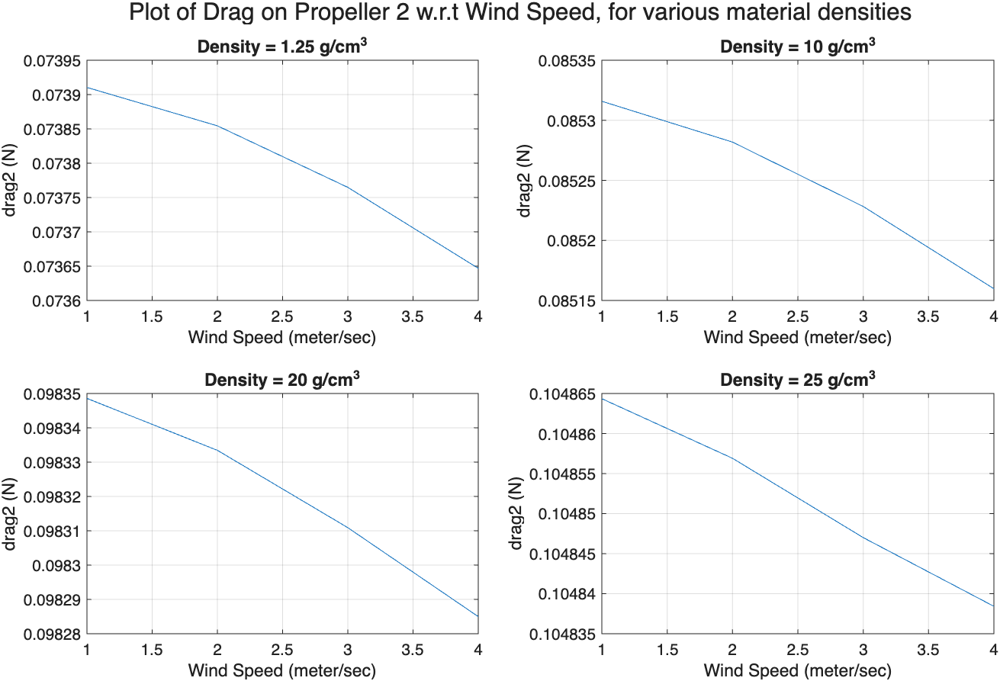 Plot of Drag on Propeller 2 w.r.t Wind Speed, for various material densities
Density = 1.25 g/cm³
drag2 (N)
0.07395
0.0739
0.07385
0.0738
0.07375
0.0737
0.07365
0.0736
1 1.5 2 2.5 3 3.5 4
Wind Speed (meter/sec)
Density = 10 g/cm³
drag2 (N)
0.08535
0.0853
0.08525
0.0852
0.08515
1 1.5 2 2.5 3 3.5 4
Wind Speed (meter/sec)
Density = 20 g/cm³
drag2 (N)
0.09835
0.09834
0.09833
0.09832
0.09831
0.0983
0.09829
0.09828
1 1.5 2 2.5 3 3.5 4
Wind Speed (meter/sec)
Density = 25 g/cm³
drag2 (N)
0.104865
0.10486
0.104855
0.10485
0.104845
0.10484
0.104835
1 1.5 2 2.5 3 3.5 4
Wind Speed (meter/sec)